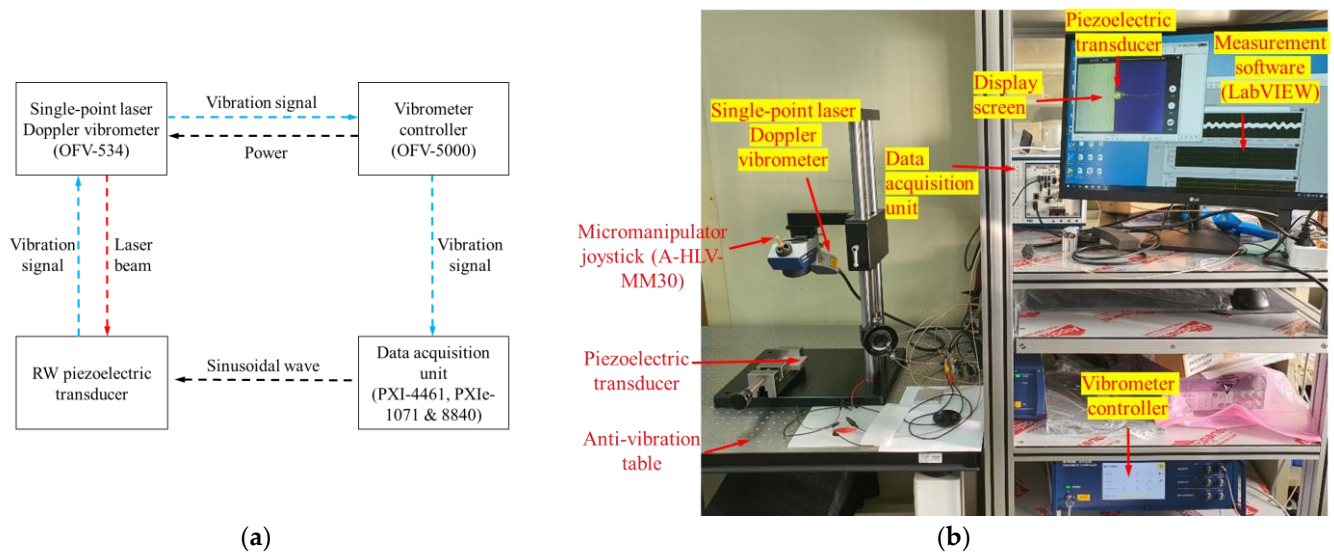 Single-point laser
Doppler vibrometer
(OFV-534)
Vibration signal
Power
Vibrometer
controller
(OFV-5000)
Vibration
signal
Laser
beam
Vibration
signal
RW piezoelectric
transducer
Sinusoidal wave
Data acquisition
unit
(PXI-4461, PXIe-
1071 & 8840)
(a)
Piezoelectric
transducer
Measurement
software
(LabVIEW)
Display
screen
Single-point laser
Doppler
vibrometer
Data
acquisition
unit
Micromanipulator
joystick (A-HLV-
MM30)
Piezoelectric
transducer
Vibrometer
controller
Anti-vibration
table
LG
(b)